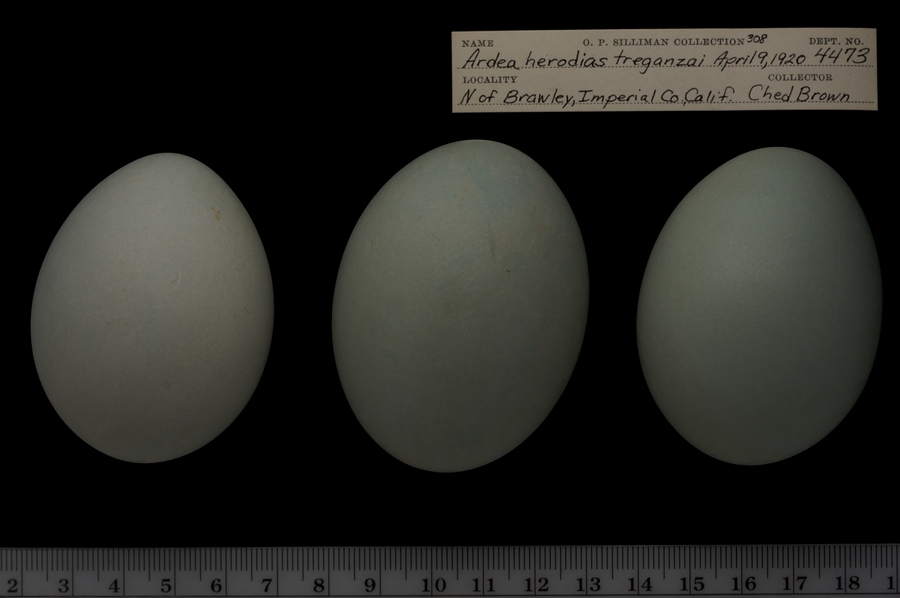 NAME O. P. SILLIMAN COLLECTION 308 DEPT. NO.
Ardea herodias treganzai April 9, 1920 4473
LOCALITY COLLECTOR
N of Brawley, Imperial Co, Calif. Ched Brown
2 3 4 5 6 7 8 9 10 11 12 13 14 15 16 17 18